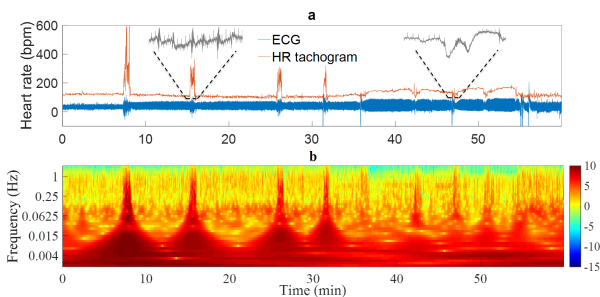 a
Heart rate (bpm)
600
400
200
0
ECG
HR tachogram
0 10 20 30 40 50
b
Frequency (Hz)
1
0.25
0.0625
0.015
0.004
0 10 20 30 40 50
Time (min)
10
5
0
-5
-10
-15